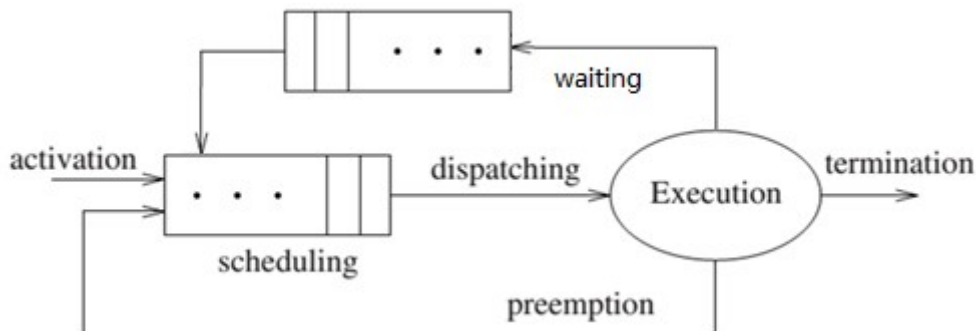 waiting
activation
dispatching
termination
Execution
scheduling
preemption